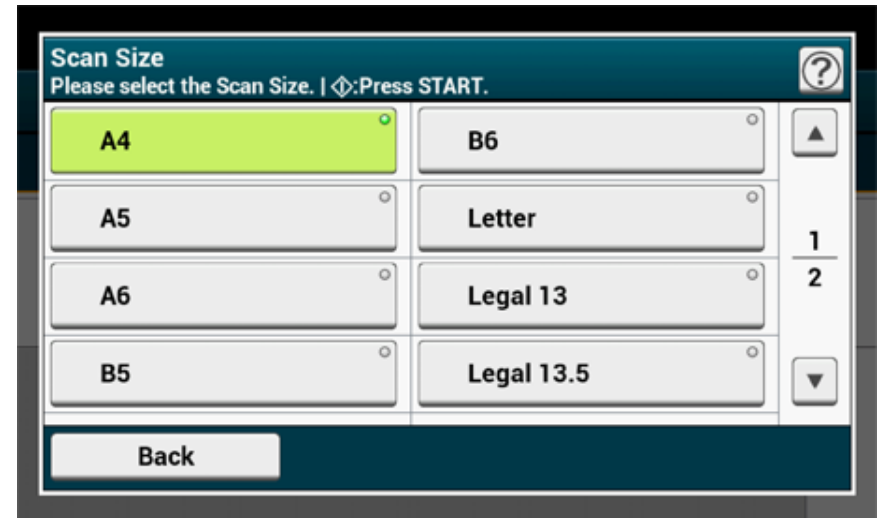 Scan Size
Please select the Scan Size. | :Press START.
?
A4
B6
A5
Letter
1
2
A6
Legal 13
B5
Legal 13.5
Back